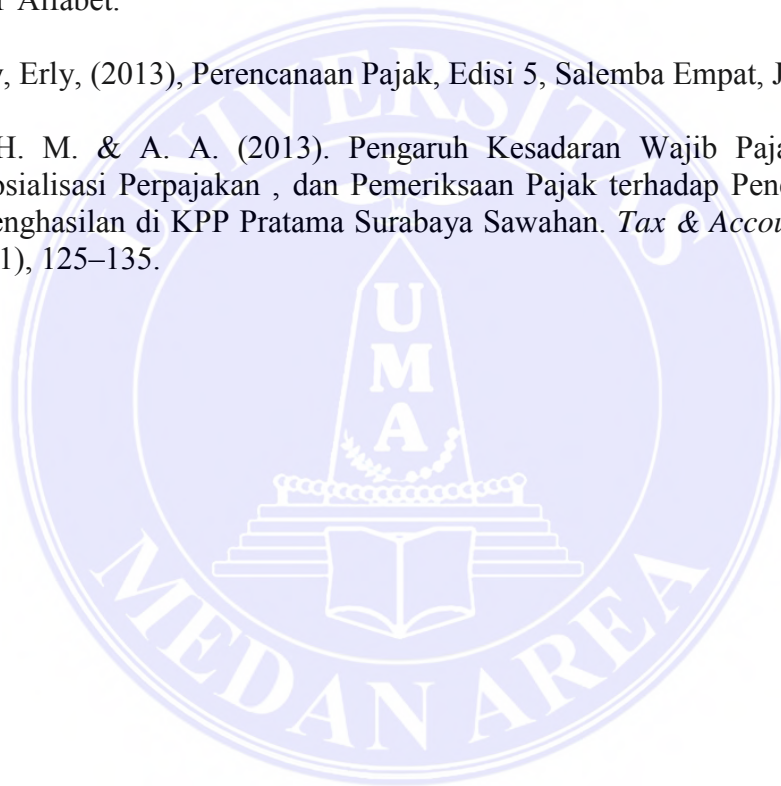 Alfabet.
, Erly, (2013), Perencanaan Pajak, Edisi 5, Salemba Empat, J
H. M. & A. A. (2013). Pengaruh Kesadaran Wajib Paja
osialisasi Perpajakan , dan Pemeriksaan Pajak terhadap Pen
enghasilan di KPP Pratama Surabaya Sawahan. Tax & Accou
1), 125–135.
UNIVERSITAS
U
M
A
MEDAN AREA